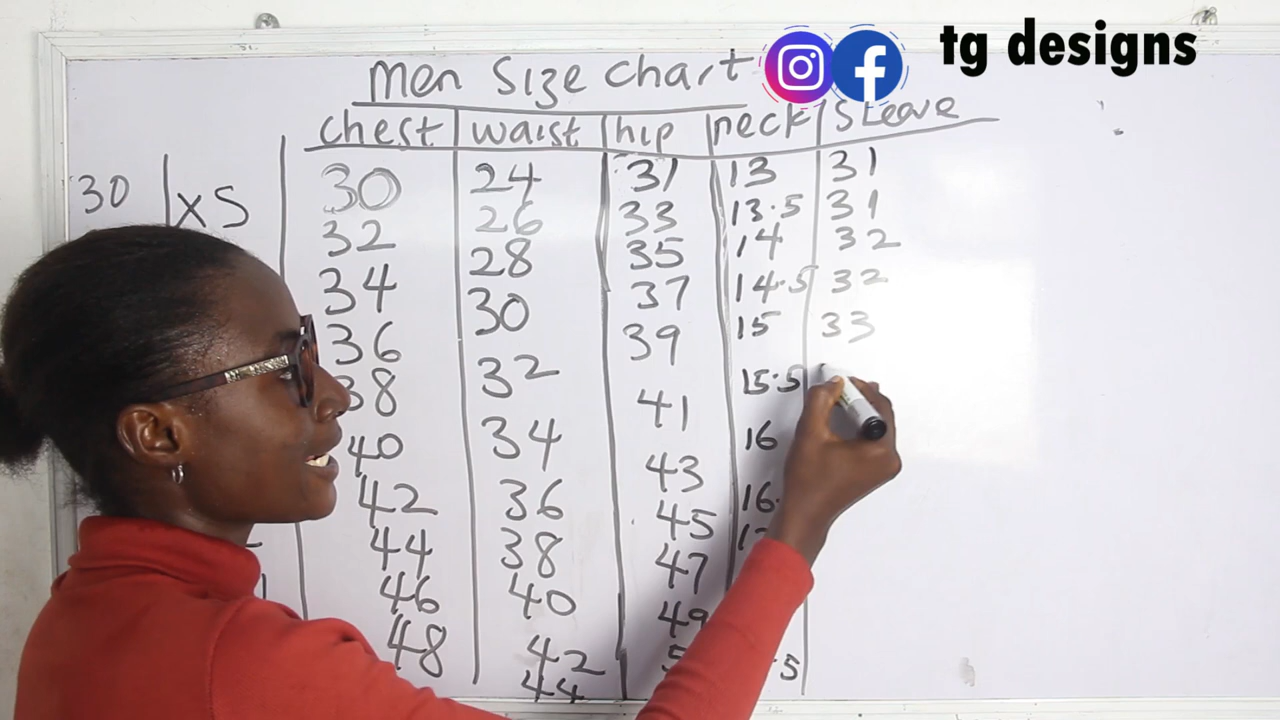 tg designs
Men Size Chart
chest waist hip neck Sleeve
30 XS 30 24 31 13 31
32 26 33 13.5 31
34 28 35 14 32
36 30 37 14.5 32
38 32 39 15 33
40 34 41 15.5
42 36 43 16
44 38 45 16.
46 40 47
48 42 49
44